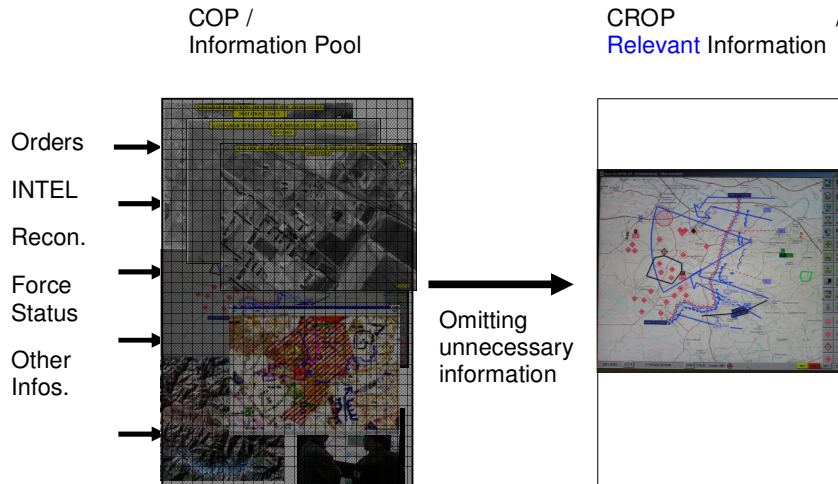 COP /
Information Pool
CROP /
Relevant Information
Orders
INTEL
Recon.
Force
Status
Other
Infos.
Omitting
unnecessary
information